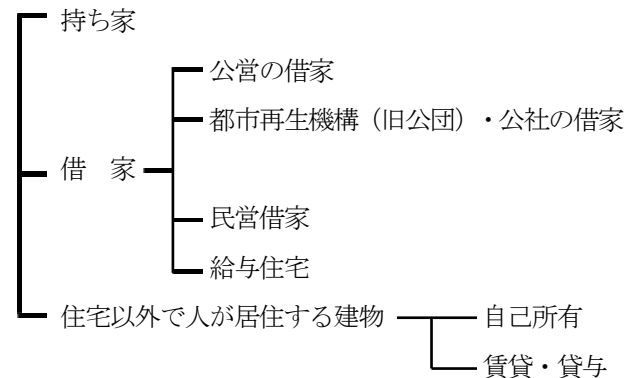 持ち家
公営の借家
都市再生機構（旧公団）・公社の借家
借　家
民営借家
給与住宅
住宅以外で人が居住する建物
自己所有
賃貸・貸与